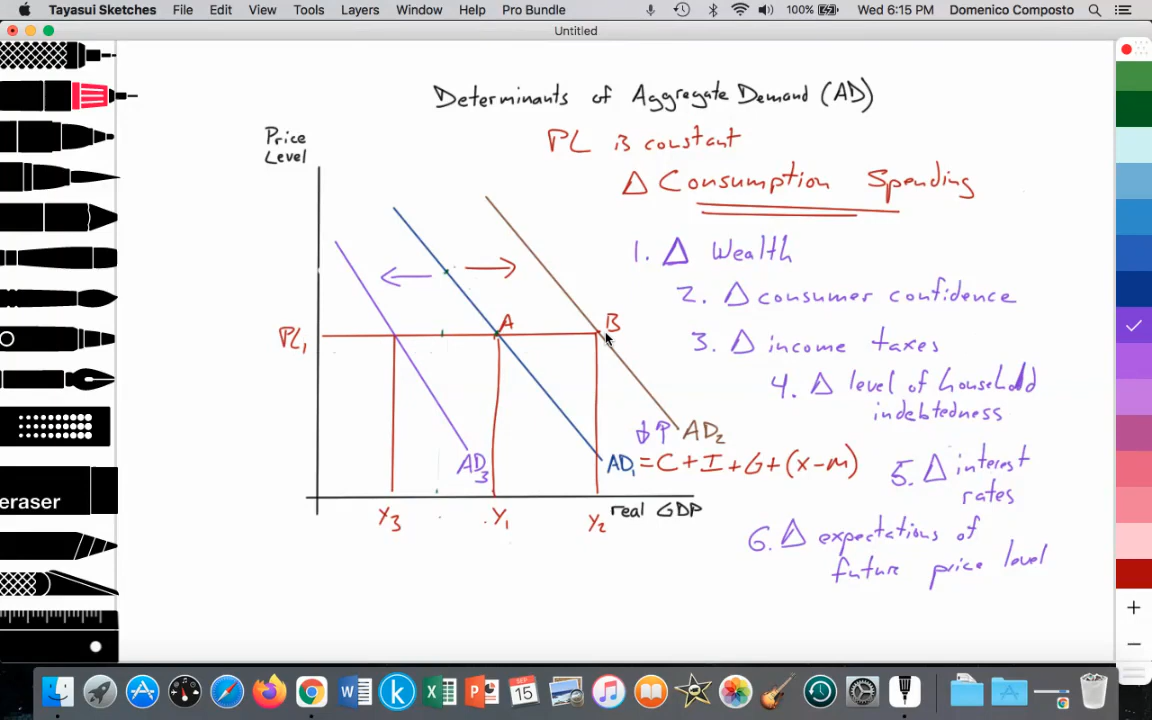 Tayasui Sketches File Edit View Tools Layers Window Help Pro Bundle 100% Wed 6:15 PM Domenico Composto
Untitled
Determinants of Aggregate Demand (AD)
PL is constant
Δ Consumption Spending
Price
Level
1. Δ Wealth
2. Δ consumer confidence
3. Δ income taxes
4. Δ level of household
indebtedness
5. Δ interest
rates
6. Δ expectations of
future price level
A
B
PL₁
↓↑ AD₂
AD₃
AD₁ = C + I + G + (X-M)
Y₃
Y₁
Y₂
real GDP
eraser
SEP
15